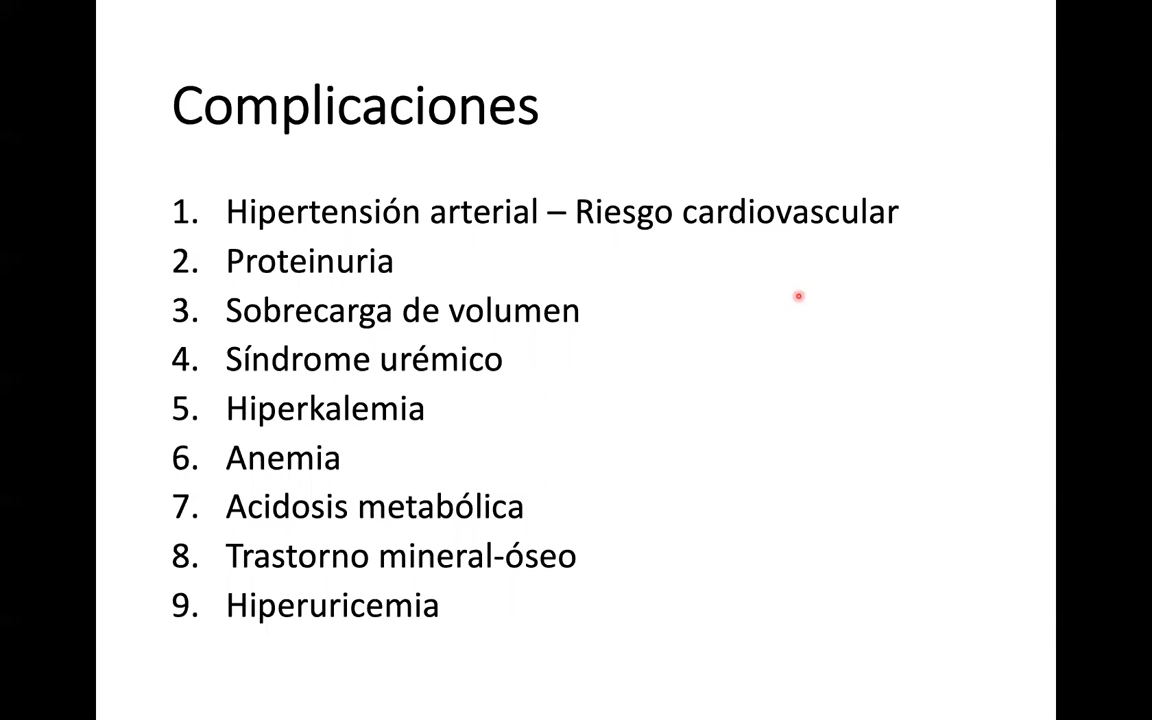 Complicaciones
1. Hipertensión arterial – Riesgo cardiovascular
2. Proteinuria
3. Sobrecarga de volumen
4. Síndrome urémico
5. Hiperkalemia
6. Anemia
7. Acidosis metabólica
8. Trastorno mineral-óseo
9. Hiperuricemia